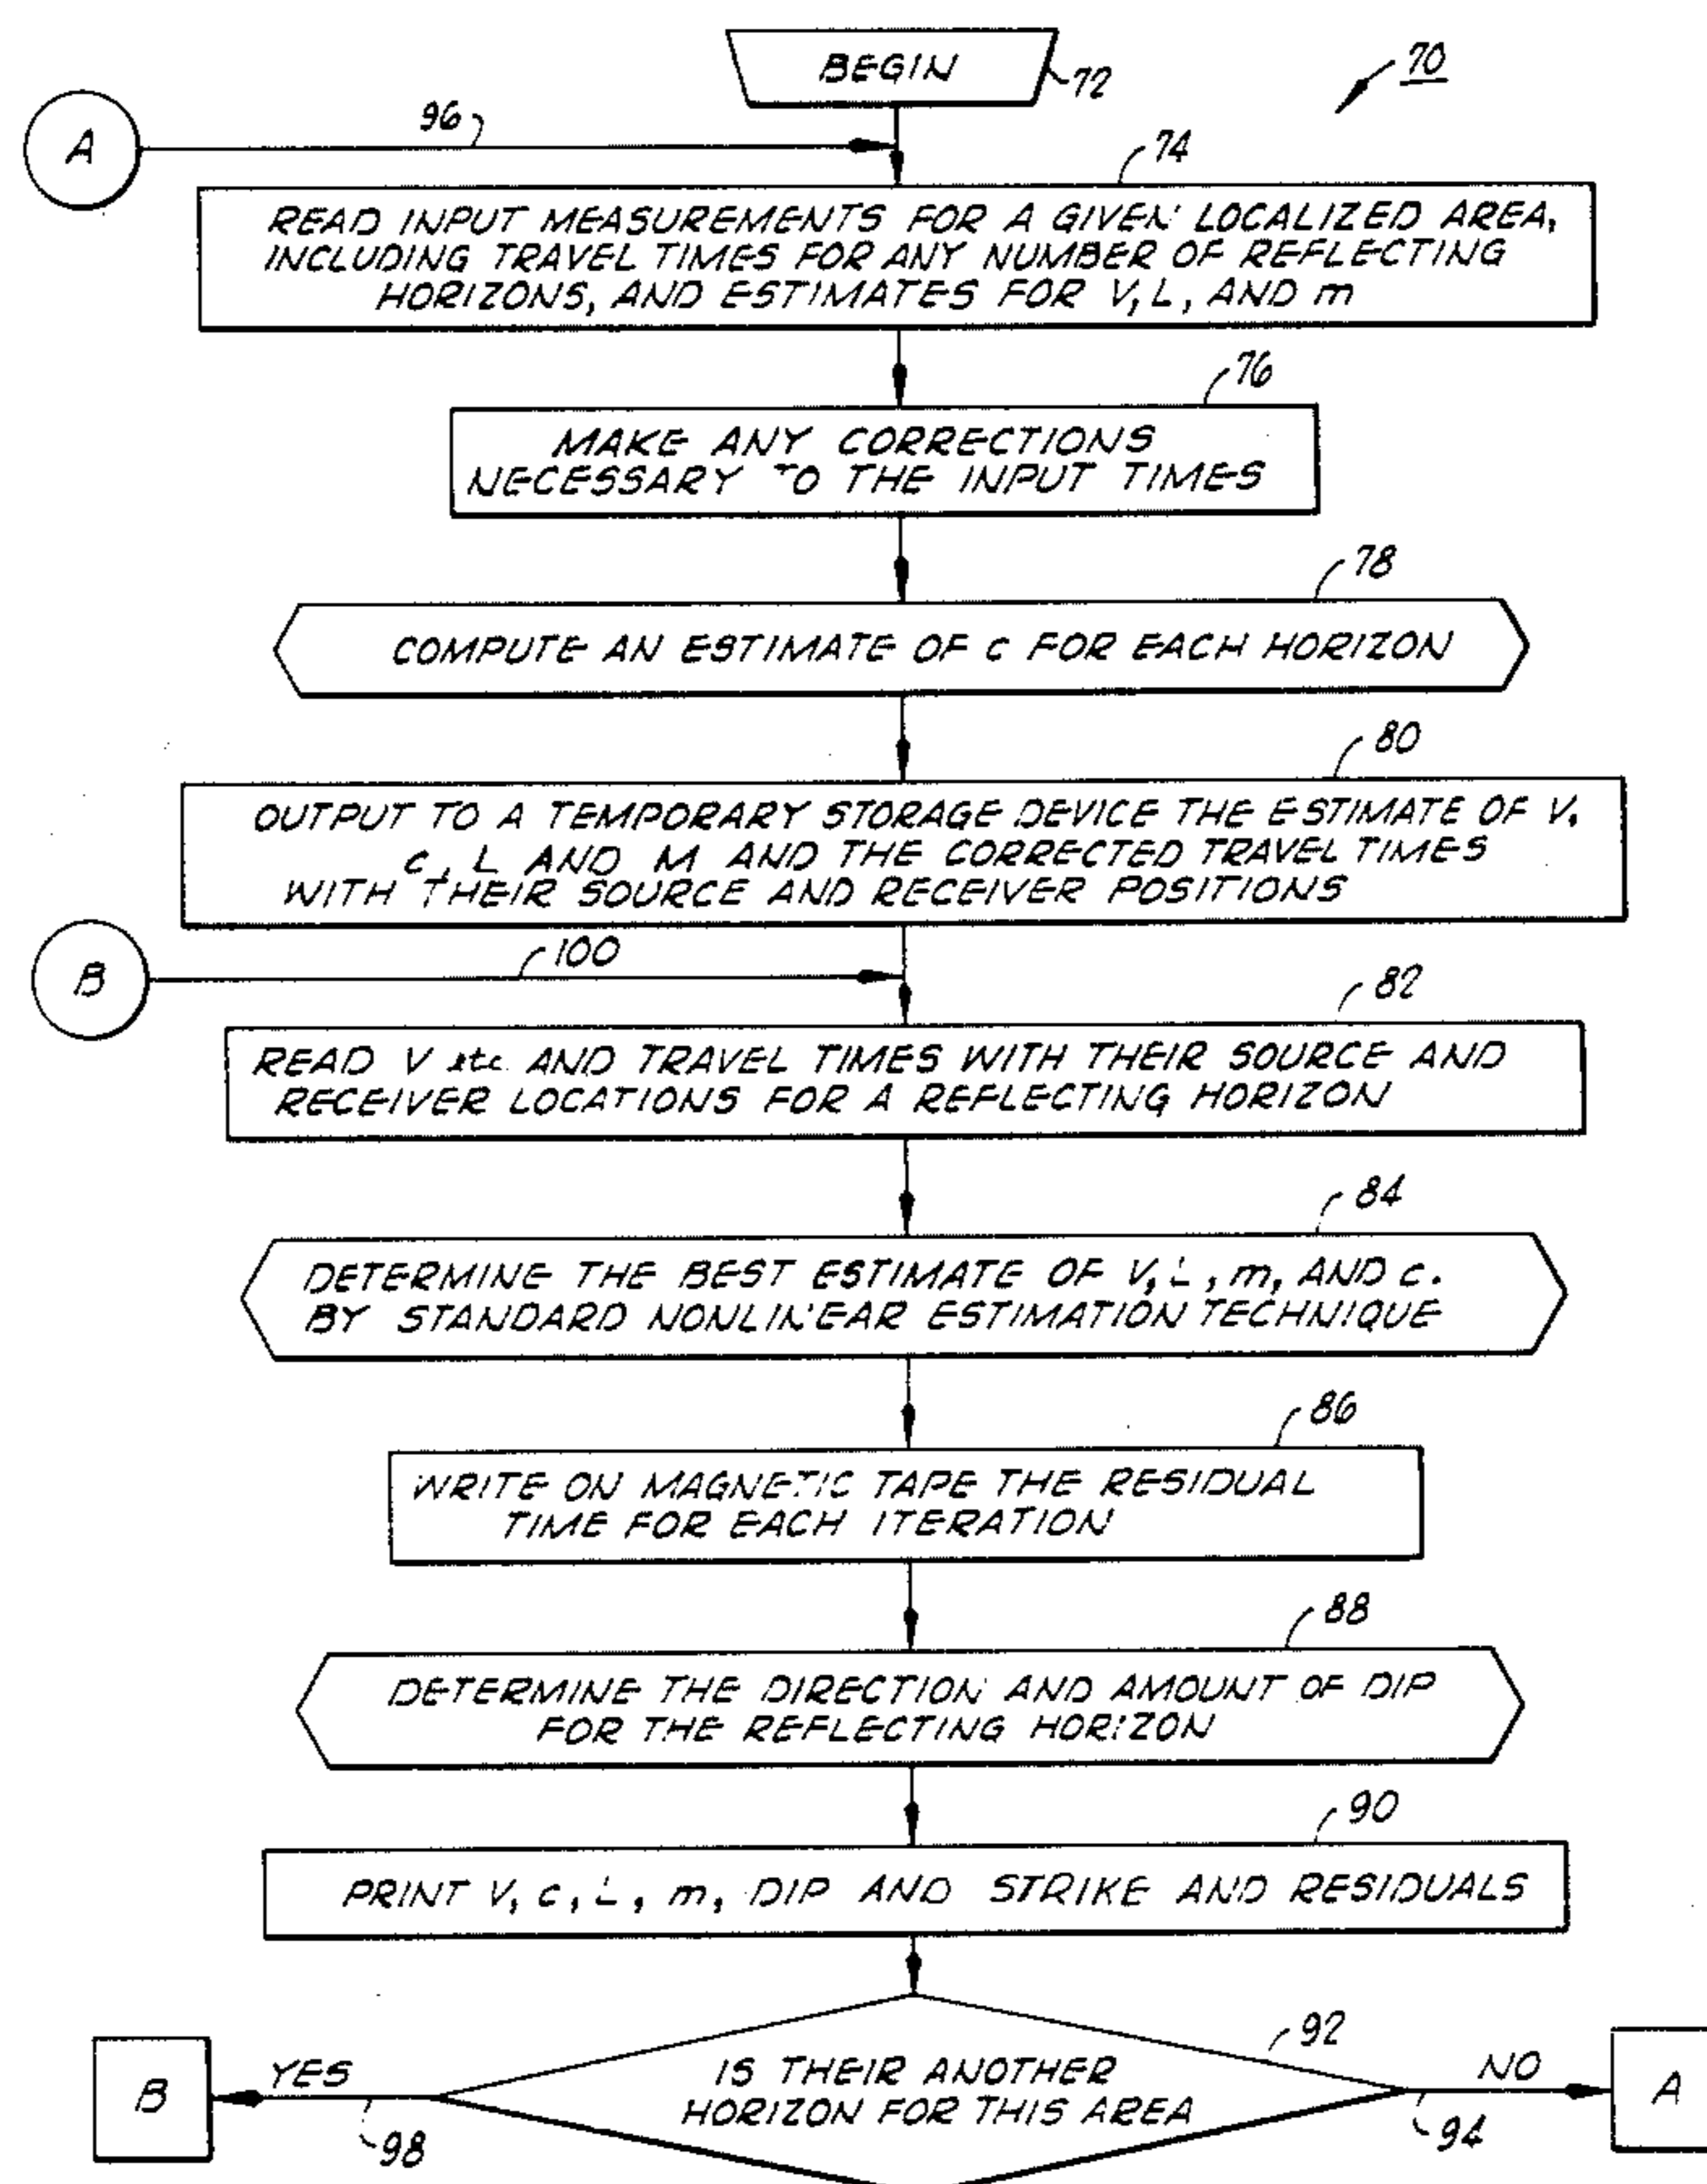 BEGIN
72
70
A
96
74
READ INPUT MEASUREMENTS FOR A GIVEN LOCALIZED AREA,
INCLUDING TRAVEL TIMES FOR ANY NUMBER OF REFLECTING
HORIZONS, AND ESTIMATES FOR V, L, AND m
76
MAKE ANY CORRECTIONS
NECESSARY TO THE INPUT TIMES
78
COMPUTE AN ESTIMATE OF c FOR EACH HORIZON
80
OUTPUT TO A TEMPORARY STORAGE DEVICE THE ESTIMATE OF V,
c, L AND M AND THE CORRECTED TRAVEL TIMES
WITH THEIR SOURCE AND RECEIVER POSITIONS
B
100
82
READ V etc. AND TRAVEL TIMES WITH THEIR SOURCE AND
RECEIVER LOCATIONS FOR A REFLECTING HORIZON
84
DETERMINE THE BEST ESTIMATE OF V, L, m, AND c.
BY STANDARD NONLINEAR ESTIMATION TECHNIQUE
86
WRITE ON MAGNETIC TAPE THE RESIDUAL
TIME FOR EACH ITERATION
88
DETERMINE THE DIRECTION AND AMOUNT OF DIP
FOR THE REFLECTING HORIZON
90
PRINT V, c, L, m, DIP AND STRIKE AND RESIDUALS
92
IS THEIR ANOTHER
HORIZON FOR THIS AREA
YES
B
98
NO
A
94